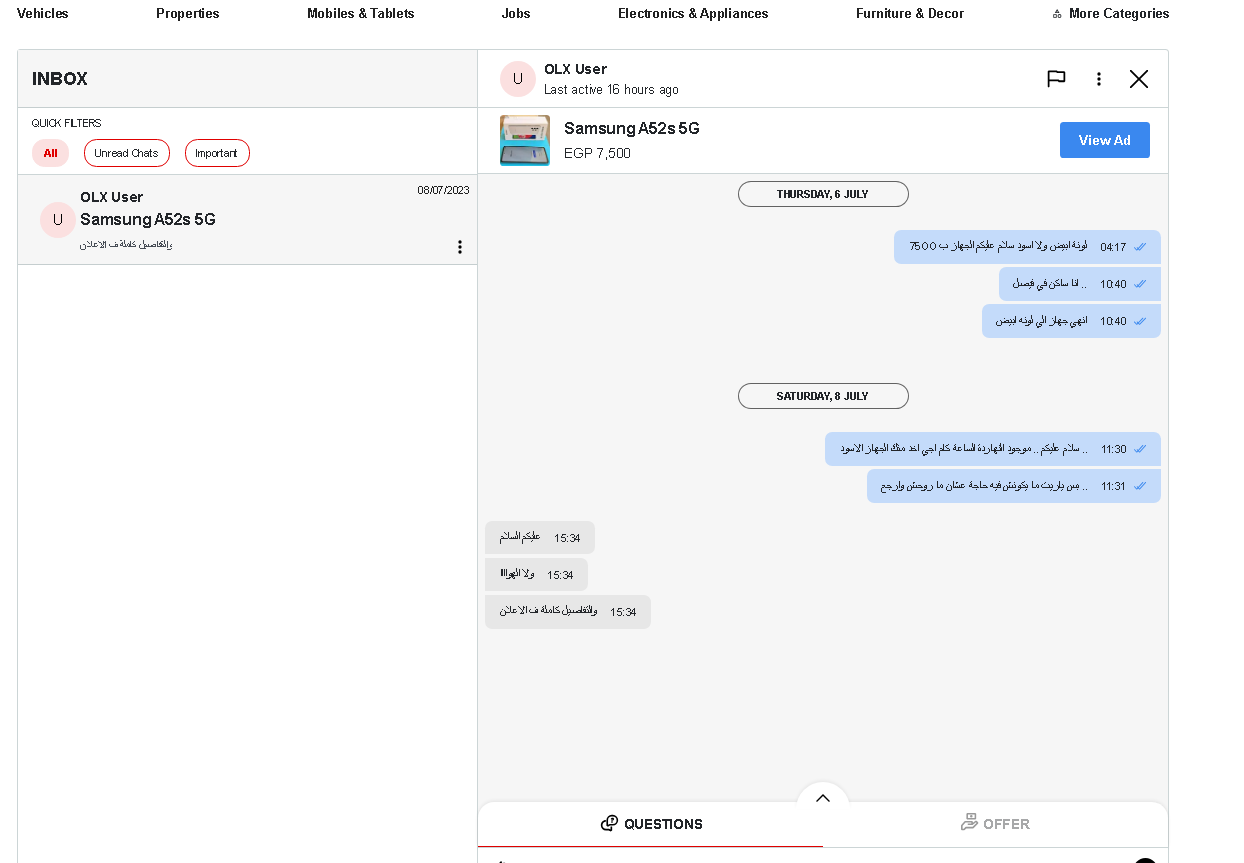 Vehicles
Properties
Mobiles & Tablets
Jobs
Electronics & Appliances
Furniture & Decor
More Categories
INBOX
QUICK FILTERS
All
Unread Chats
Important
U
OLX User
08/07/2023
Samsung A52s 5G
والتفاصيل كاملة ف الاعلان
U
OLX User
Last active 16 hours ago
Samsung A52s 5G
EGP 7,500
View Ad
THURSDAY, 6 JULY
لونة ابيض ولا اسود سلام عليكم الجهاز ب 7500
04:17
انا ساكن في فيصل ..
10:40
انهي جهاز الي لونه ابيض
10:40
SATURDAY, 8 JULY
سلام عليكم .. موجود النهاردة الساعة كام اجي اخد منك الجهاز الاسود ..
11:30
بس ياريت ما يكونش فيه حاجة عشان ما روحش وارجع ..
11:31
عليكم السلام
15:34
ولا الهوااا
15:34
والتفاصيل كاملة ف الاعلان
15:34
QUESTIONS
OFFER